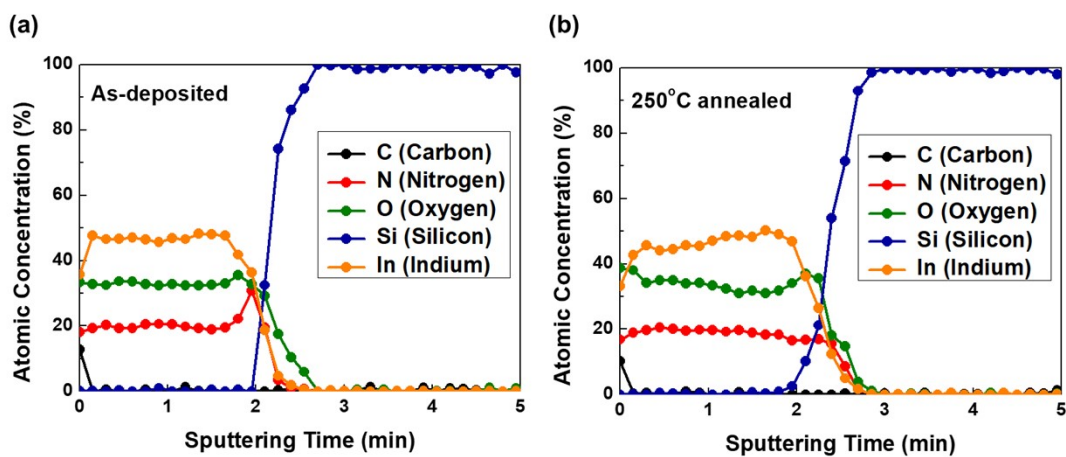 (a)
100
80
60
40
20
0
Atomic Concentration (%)
As-deposited
C (Carbon)
N (Nitrogen)
O (Oxygen)
Si (Silicon)
In (Indium)
0 1 2 3 4 5
Sputtering Time (min)
(b)
100
80
60
40
20
0
Atomic Concentration (%)
250°C annealed
C (Carbon)
N (Nitrogen)
O (Oxygen)
Si (Silicon)
In (Indium)
0 1 2 3 4 5
Sputtering Time (min)